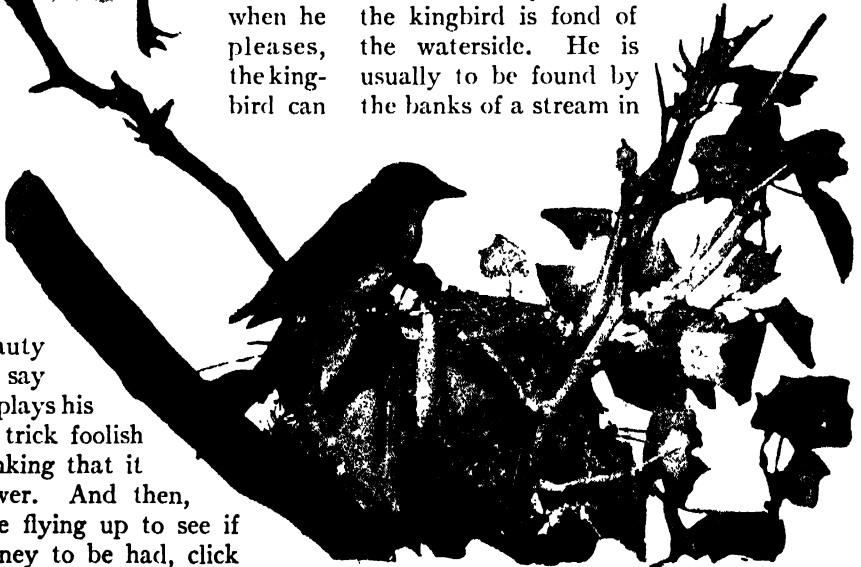 when he
pleases,
the king-
bird can
auty
say
plays his
trick foolish
nking that it
wer. And then,
e flying up to see if
ney to be had, click
the kingbird is fond of
the waterside. He is
usually to be found by
the banks of a stream in